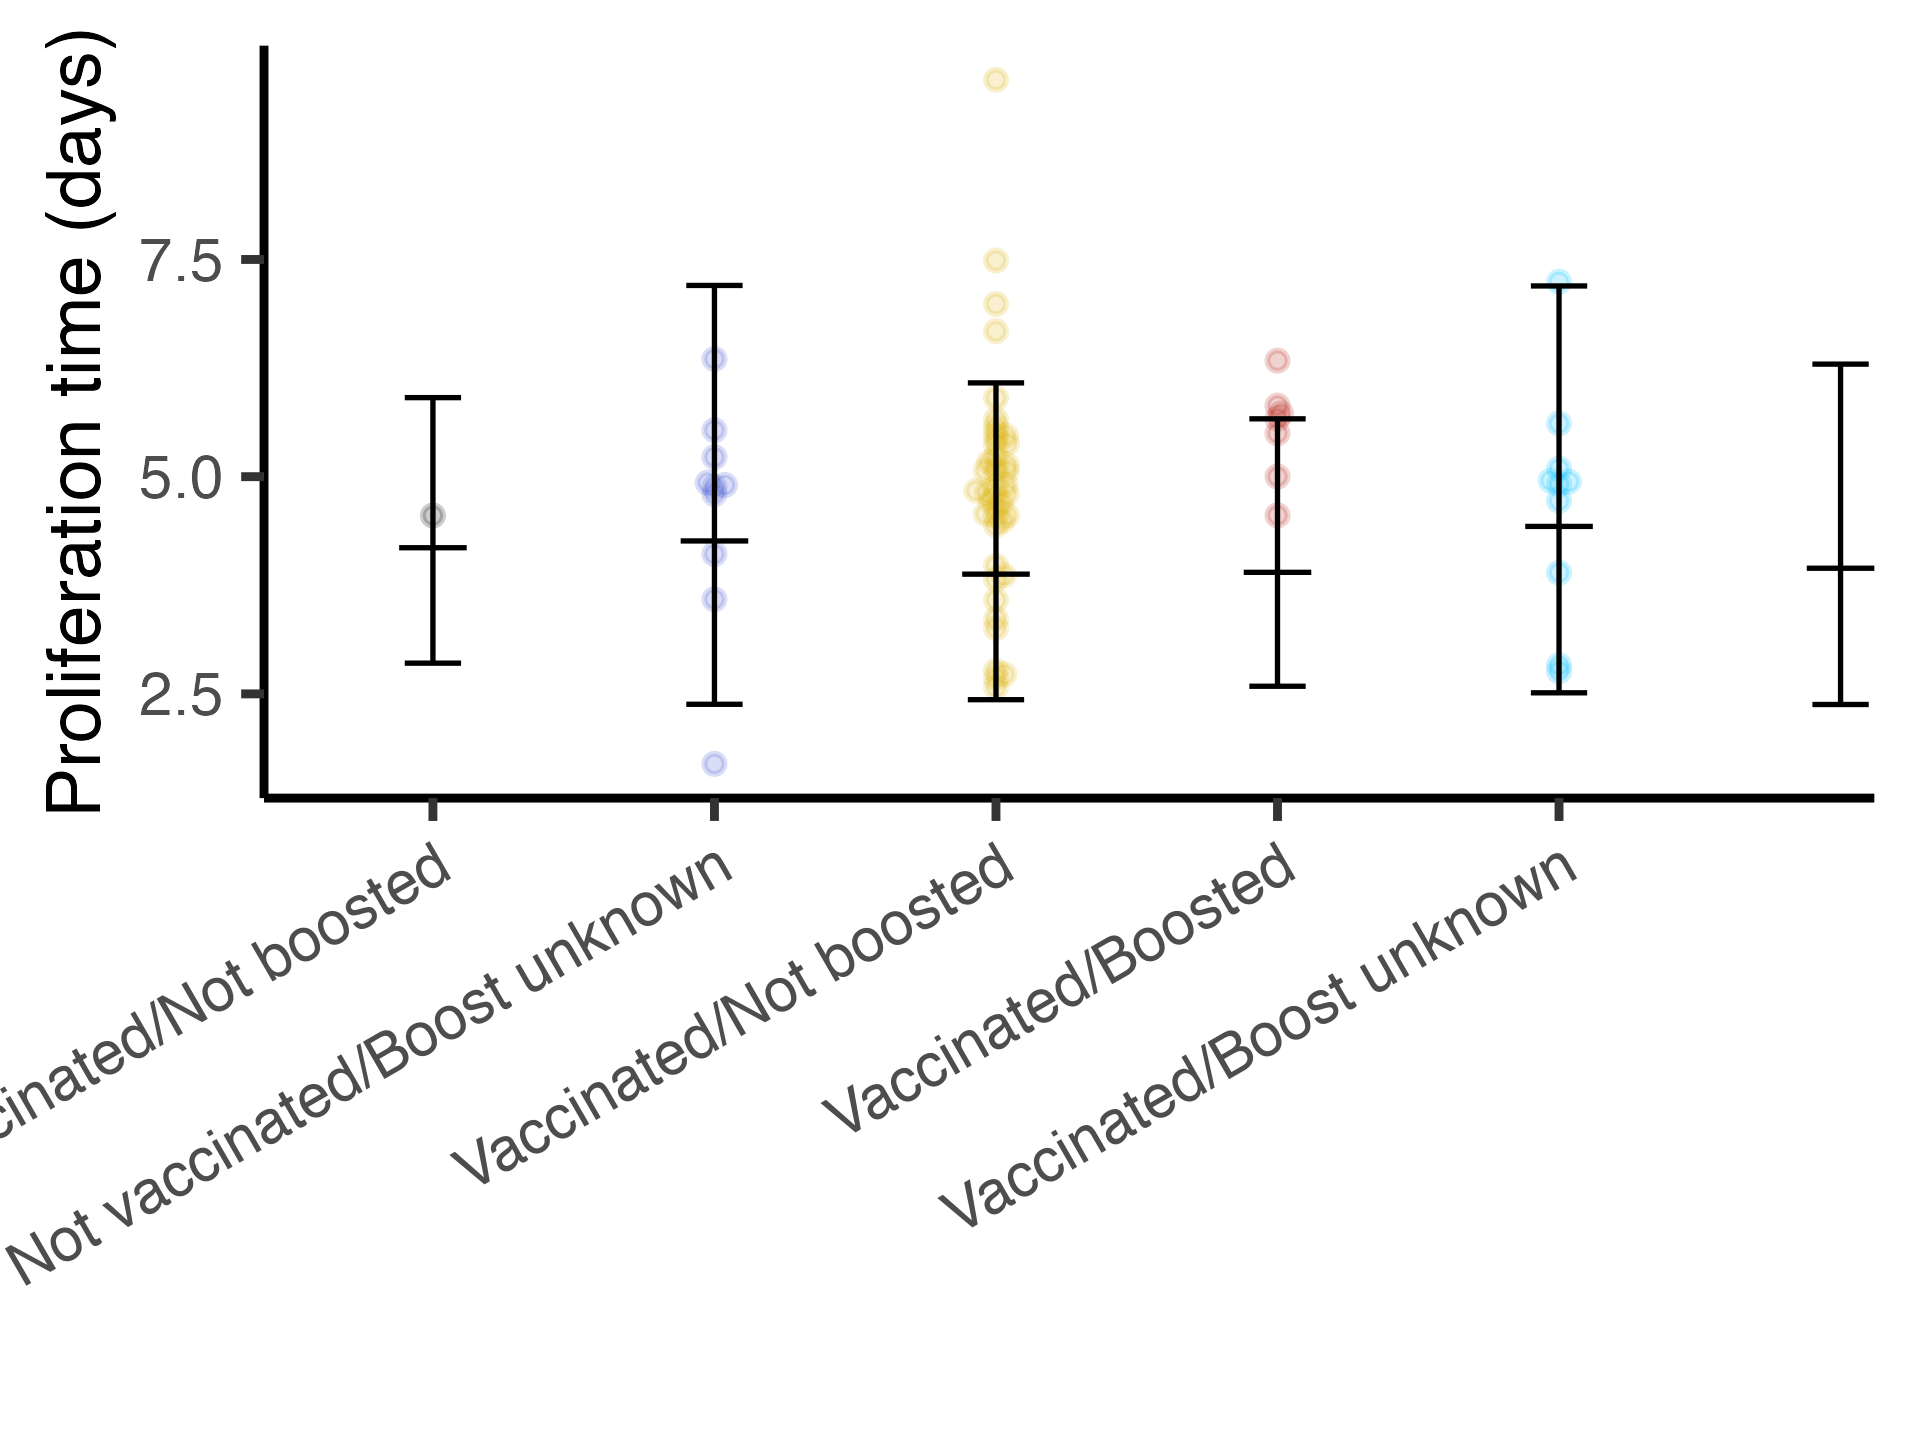 Proliferation time (days)
7.5
5.0
2.5
cinated/Not boosted
Not vaccinated/Boost unknown
Vaccinated/Not boosted
Vaccinated/Boosted
Vaccinated/Boost unknown